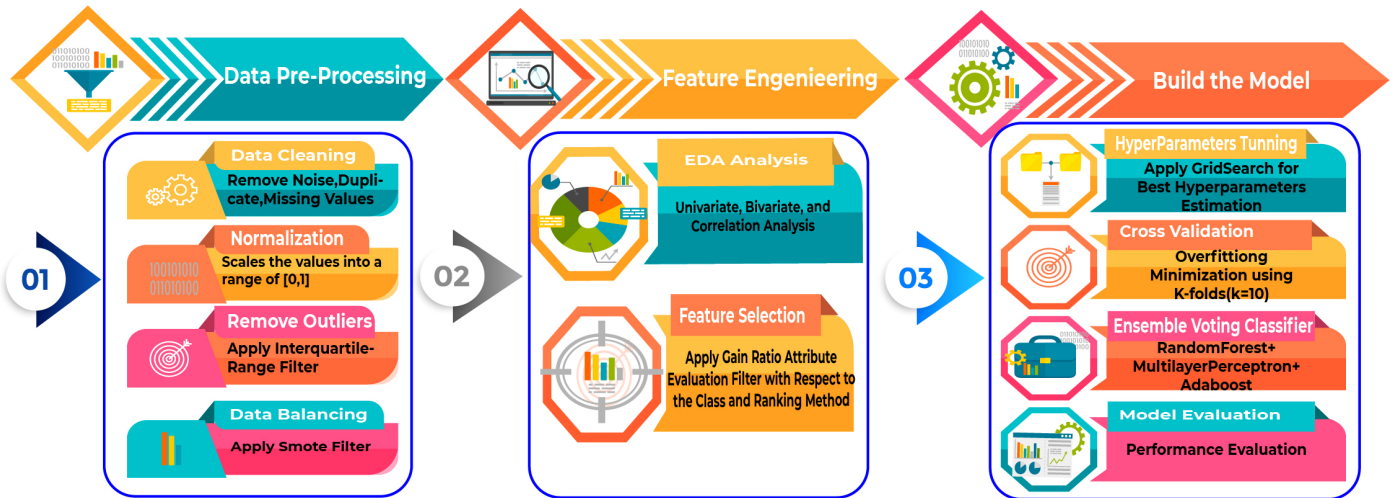 Data Pre-Processing
Feature Engenieering
Build the Model
01
Data Cleaning
Remove Noise,Dupli-
cate,Missing Values
Normalization
Scales the values into a
range of [0,1]
100101010
011010100
Remove Outliers
Apply Interquartile-
Range Filter
Data Balancing
Apply Smote Filter
02
EDA Analysis
Univariate, Bivariate, and
Correlation Analysis
Feature Selection
Apply Gain Ratio Attribute
Evaluation Filter with Respect to
the Class and Ranking Method
03
HyperParameters Tunning
Apply GridSearch for
Best Hyperparameters
Estimation
Cross Validation
Overfittiong
Minimization using
K-folds(k=10)
Ensemble Voting Classifier
RandomForest+
MultilayerPerceptron+
Adaboost
Model Evaluation
Performance Evaluation